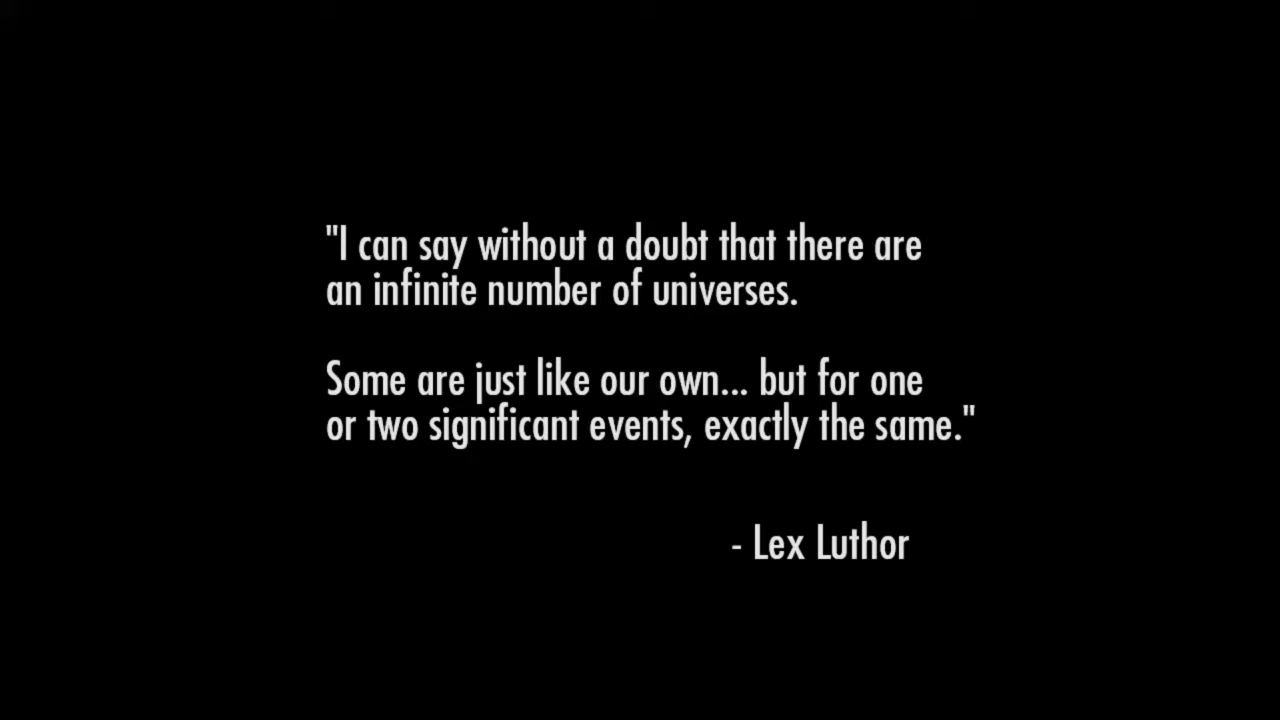 "I can say without a doubt that there are
an infinite number of universes.
Some are just like our own... but for one
or two significant events, exactly the same."
- Lex Luthor